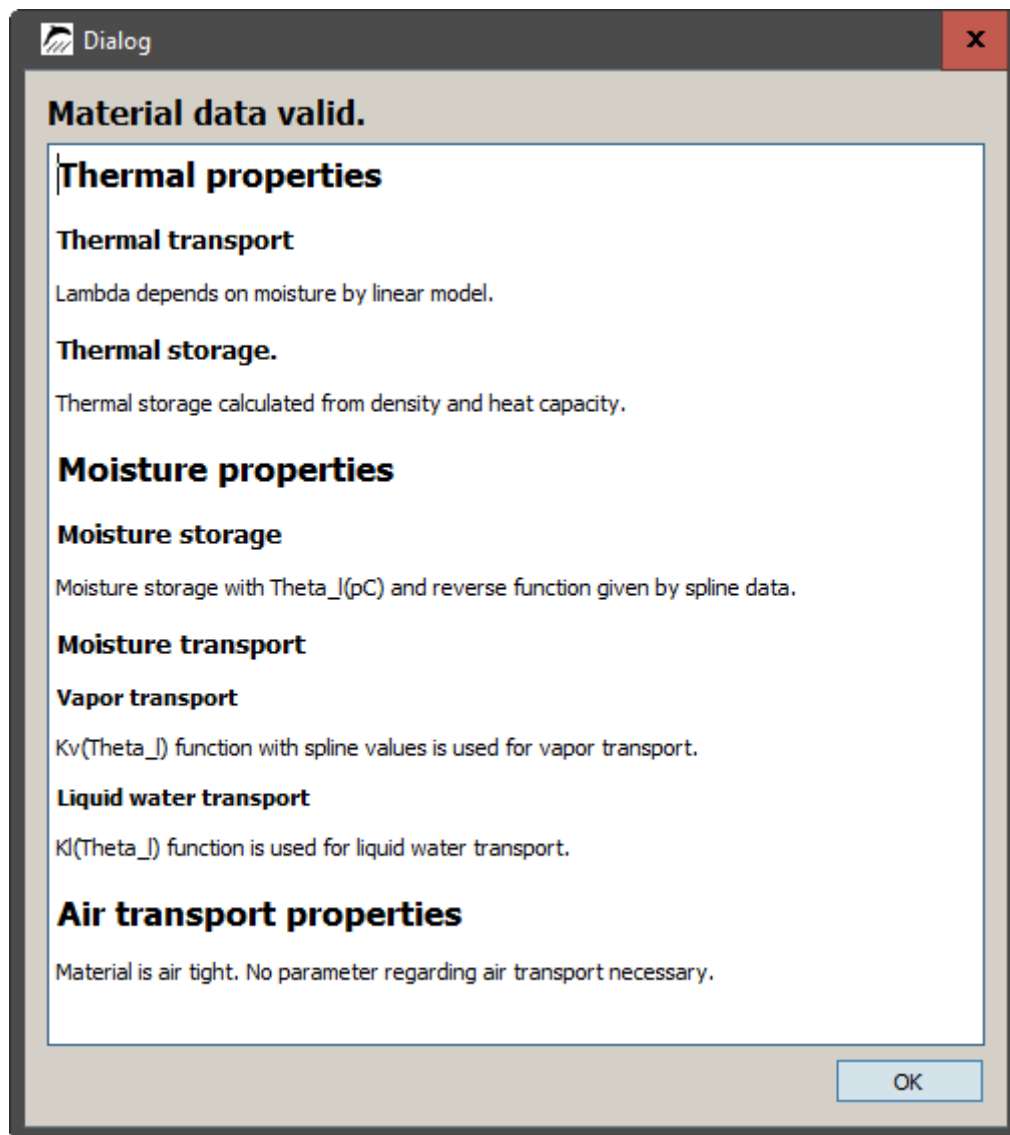 Dialog
x
Material data valid.
Thermal properties
Thermal transport
Lambda depends on moisture by linear model.
Thermal storage.
Thermal storage calculated from density and heat capacity.
Moisture properties
Moisture storage
Moisture storage with Theta_l(pC) and reverse function given by spline data.
Moisture transport
Vapor transport
Kv(Theta_l) function with spline values is used for vapor transport.
Liquid water transport
Kl(Theta_l) function is used for liquid water transport.
Air transport properties
Material is air tight. No parameter regarding air transport necessary.
OK